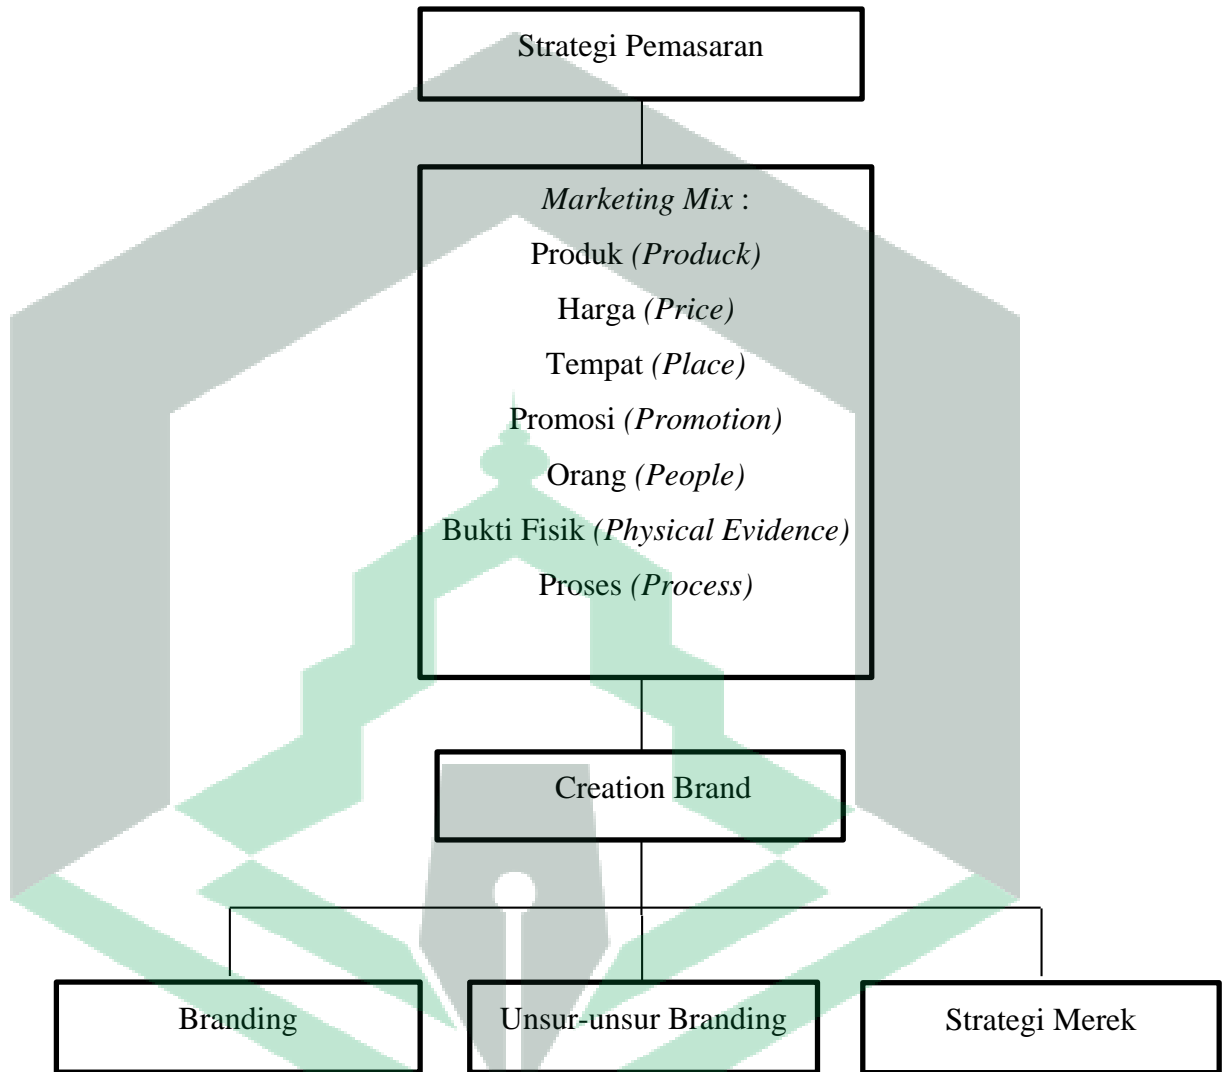 Strategi Pemasaran
Marketing Mix :
Produk (Produck)
Harga (Price)
Tempat (Place)
Promosi (Promotion)
Orang (People)
Bukti Fisik (Physical Evidence)
Proses (Process)
Creation Brand
Branding
Unsur-unsur Branding
Strategi Merek